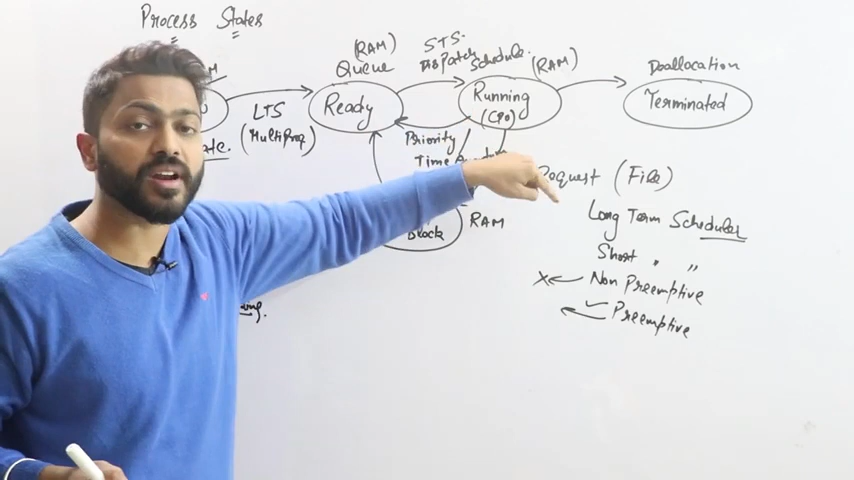 Process States
(RAM)
Queue
STS.
Dispatch
Schedule.
(RAM)
Deallocation
LTS
(MultiProg)
Ready
Running
(CPU)
Terminated
Priority
Time
Request (File)
Block
RAM
Long Term Scheduler
Short " "
Non Preemptive
Preemptive